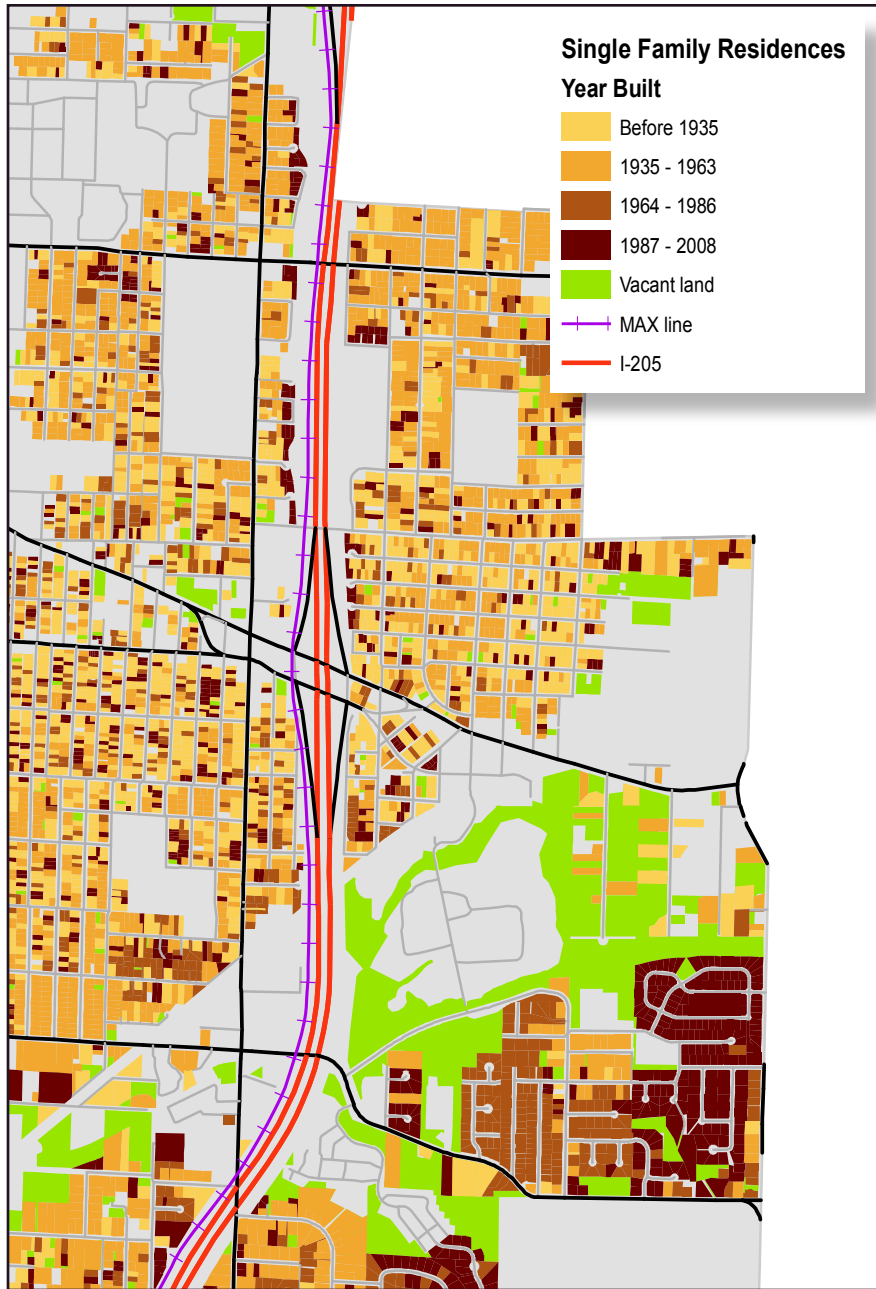 Single Family Residences
Year Built
Before 1935
1935 - 1963
1964 - 1986
1987 - 2008
Vacant land
MAX line
I-205